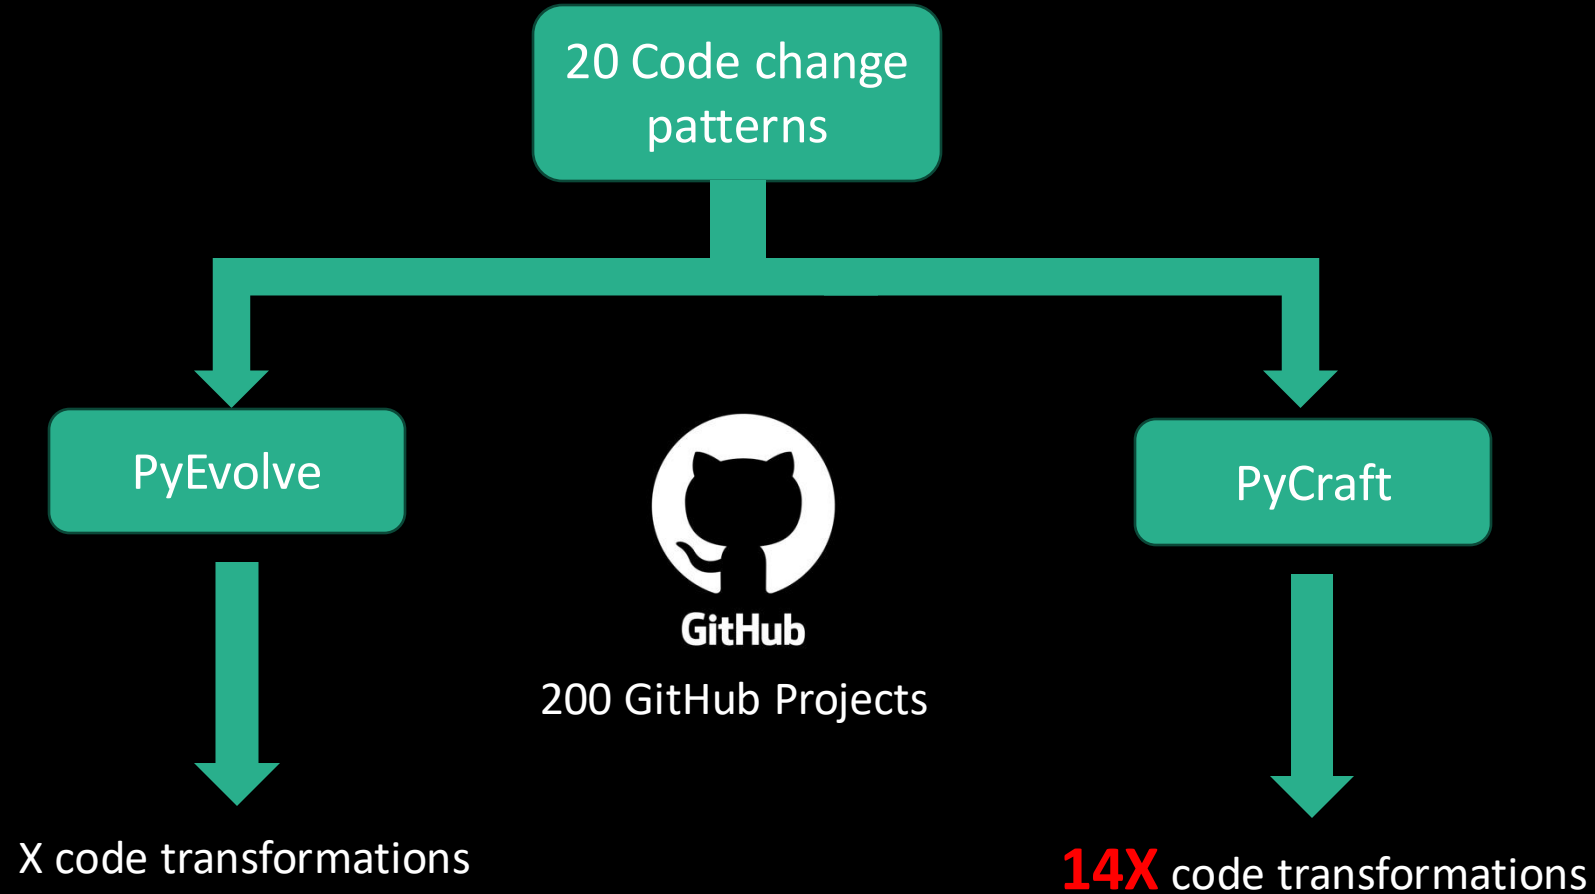 20 Code change
patterns
PyEvolve
PyCraft
GitHub
200 GitHub Projects
X code transformations
14X code transformations